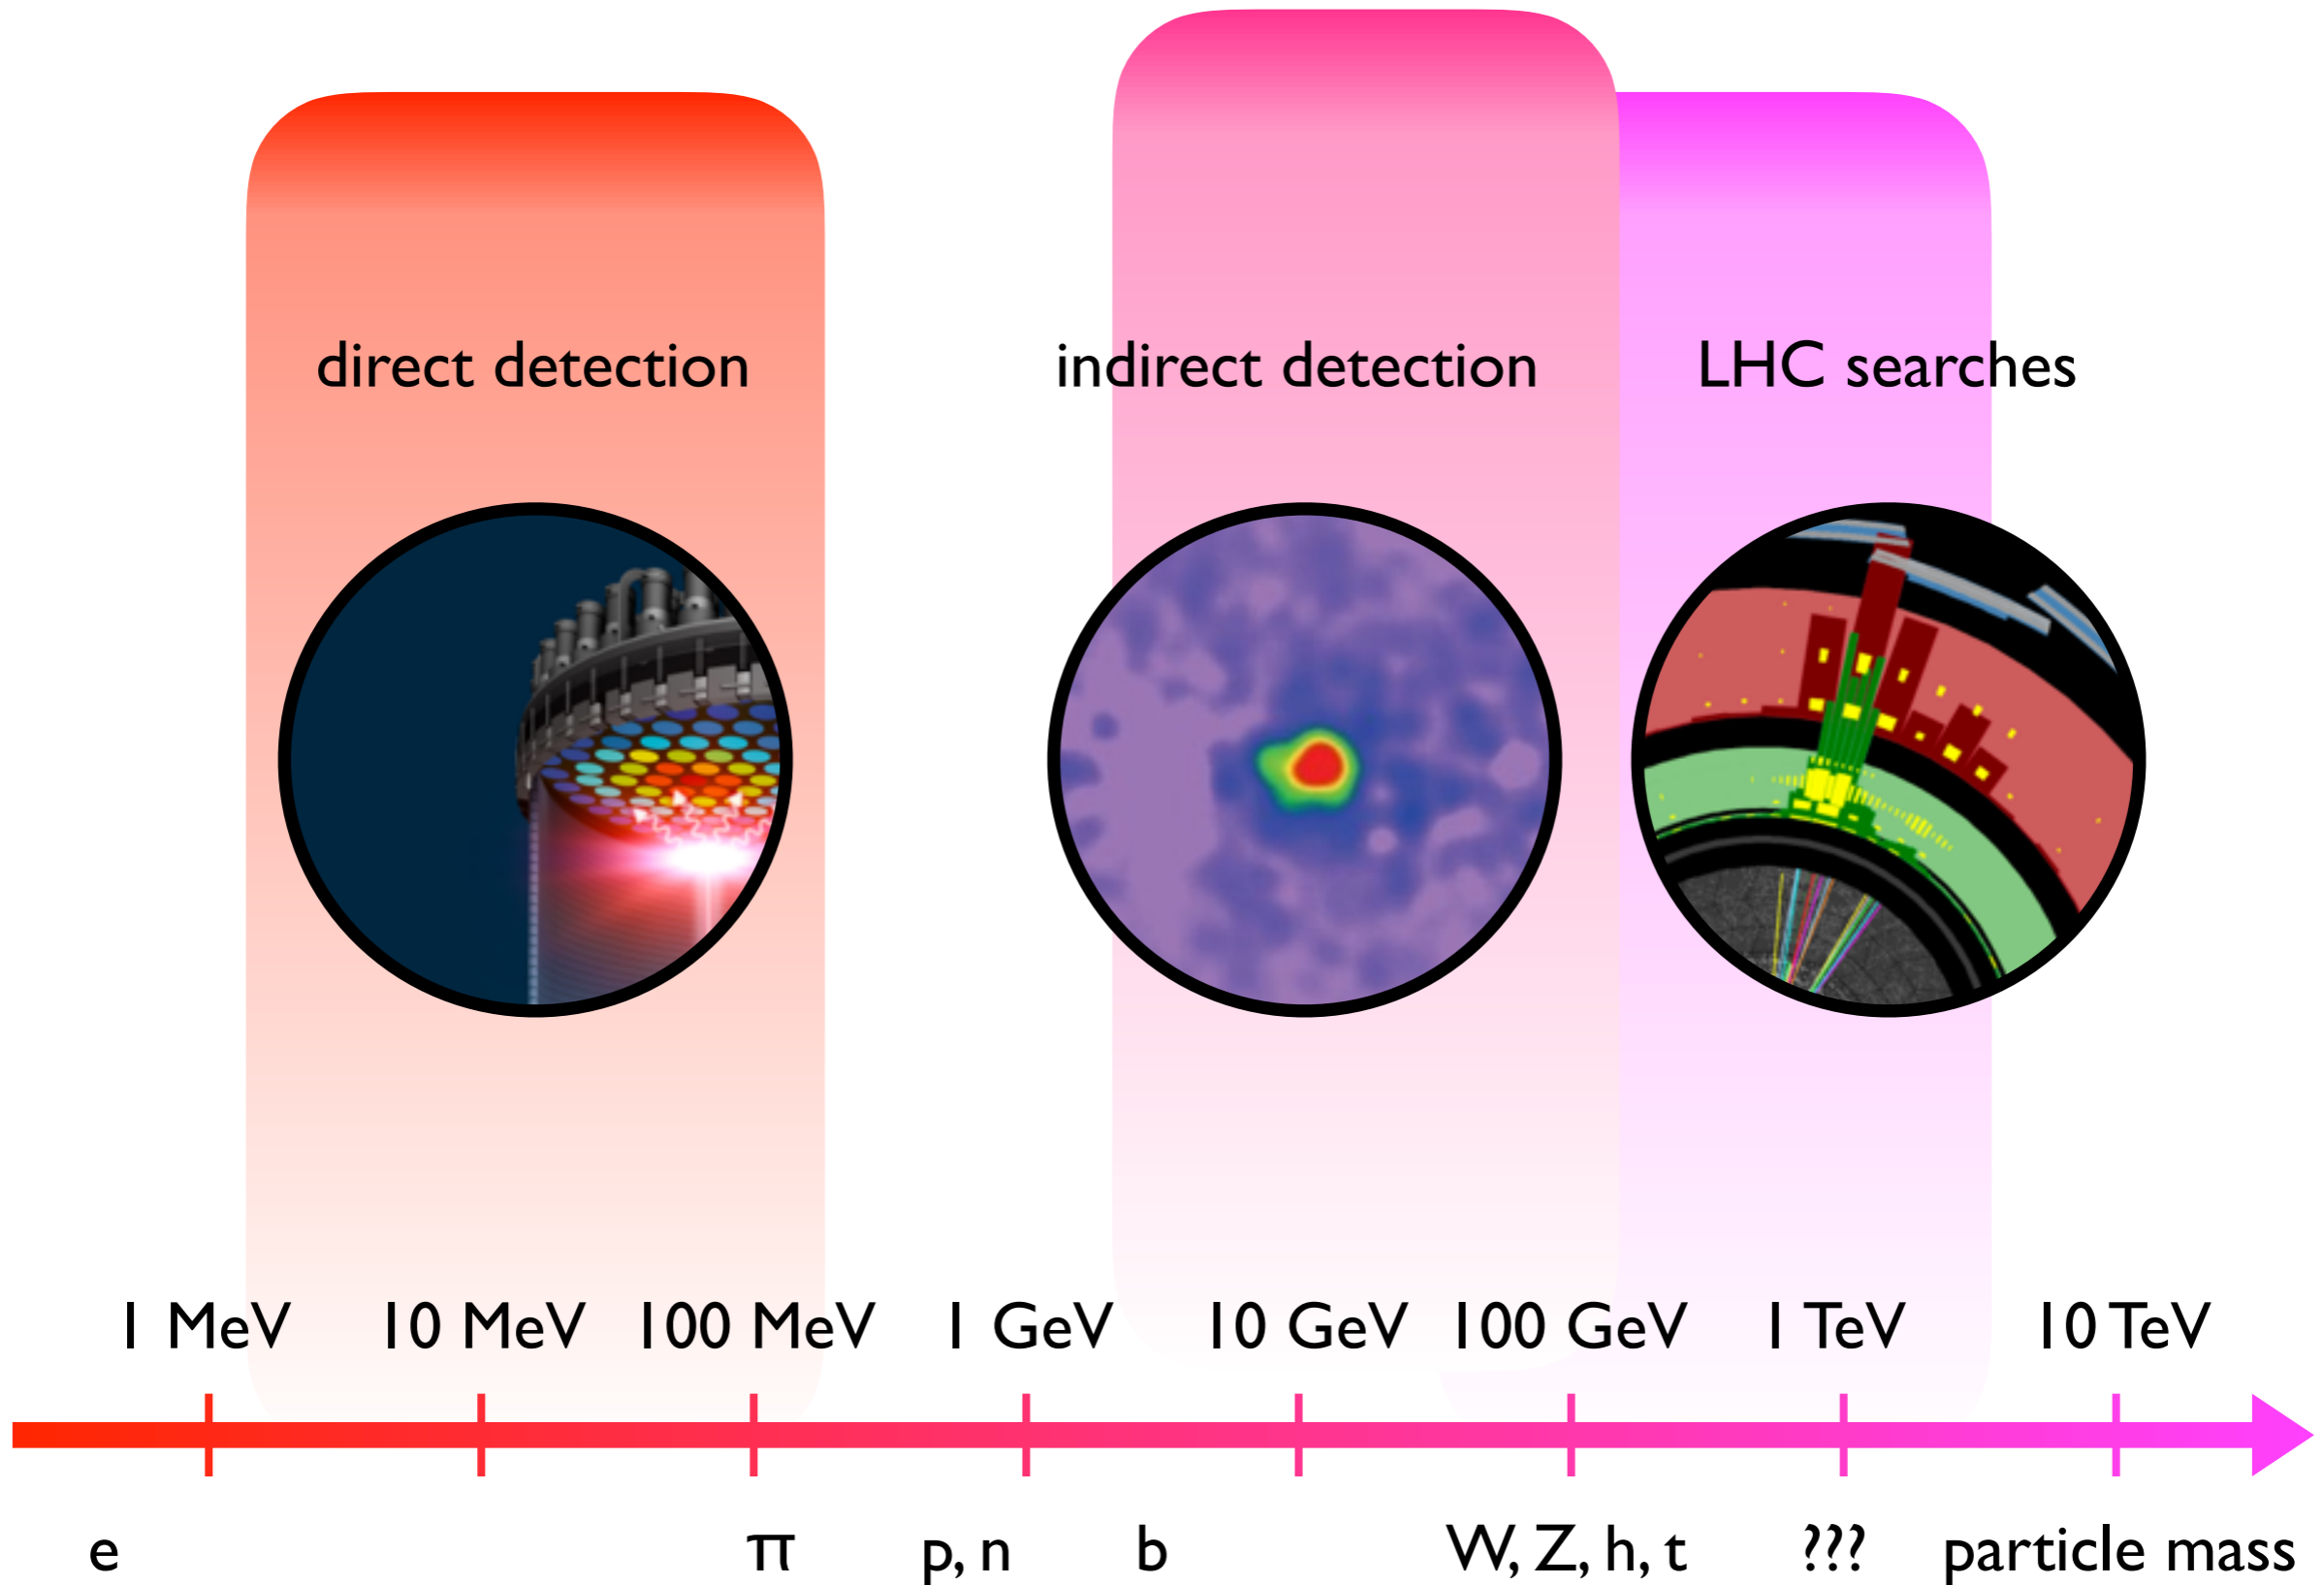 direct detection
indirect detection
LHC searches
1 MeV
10 MeV
100 MeV
1 GeV
10 GeV
100 GeV
1 TeV
10 TeV
e
π
p, n
b
W, Z, h, t
???
particle mass